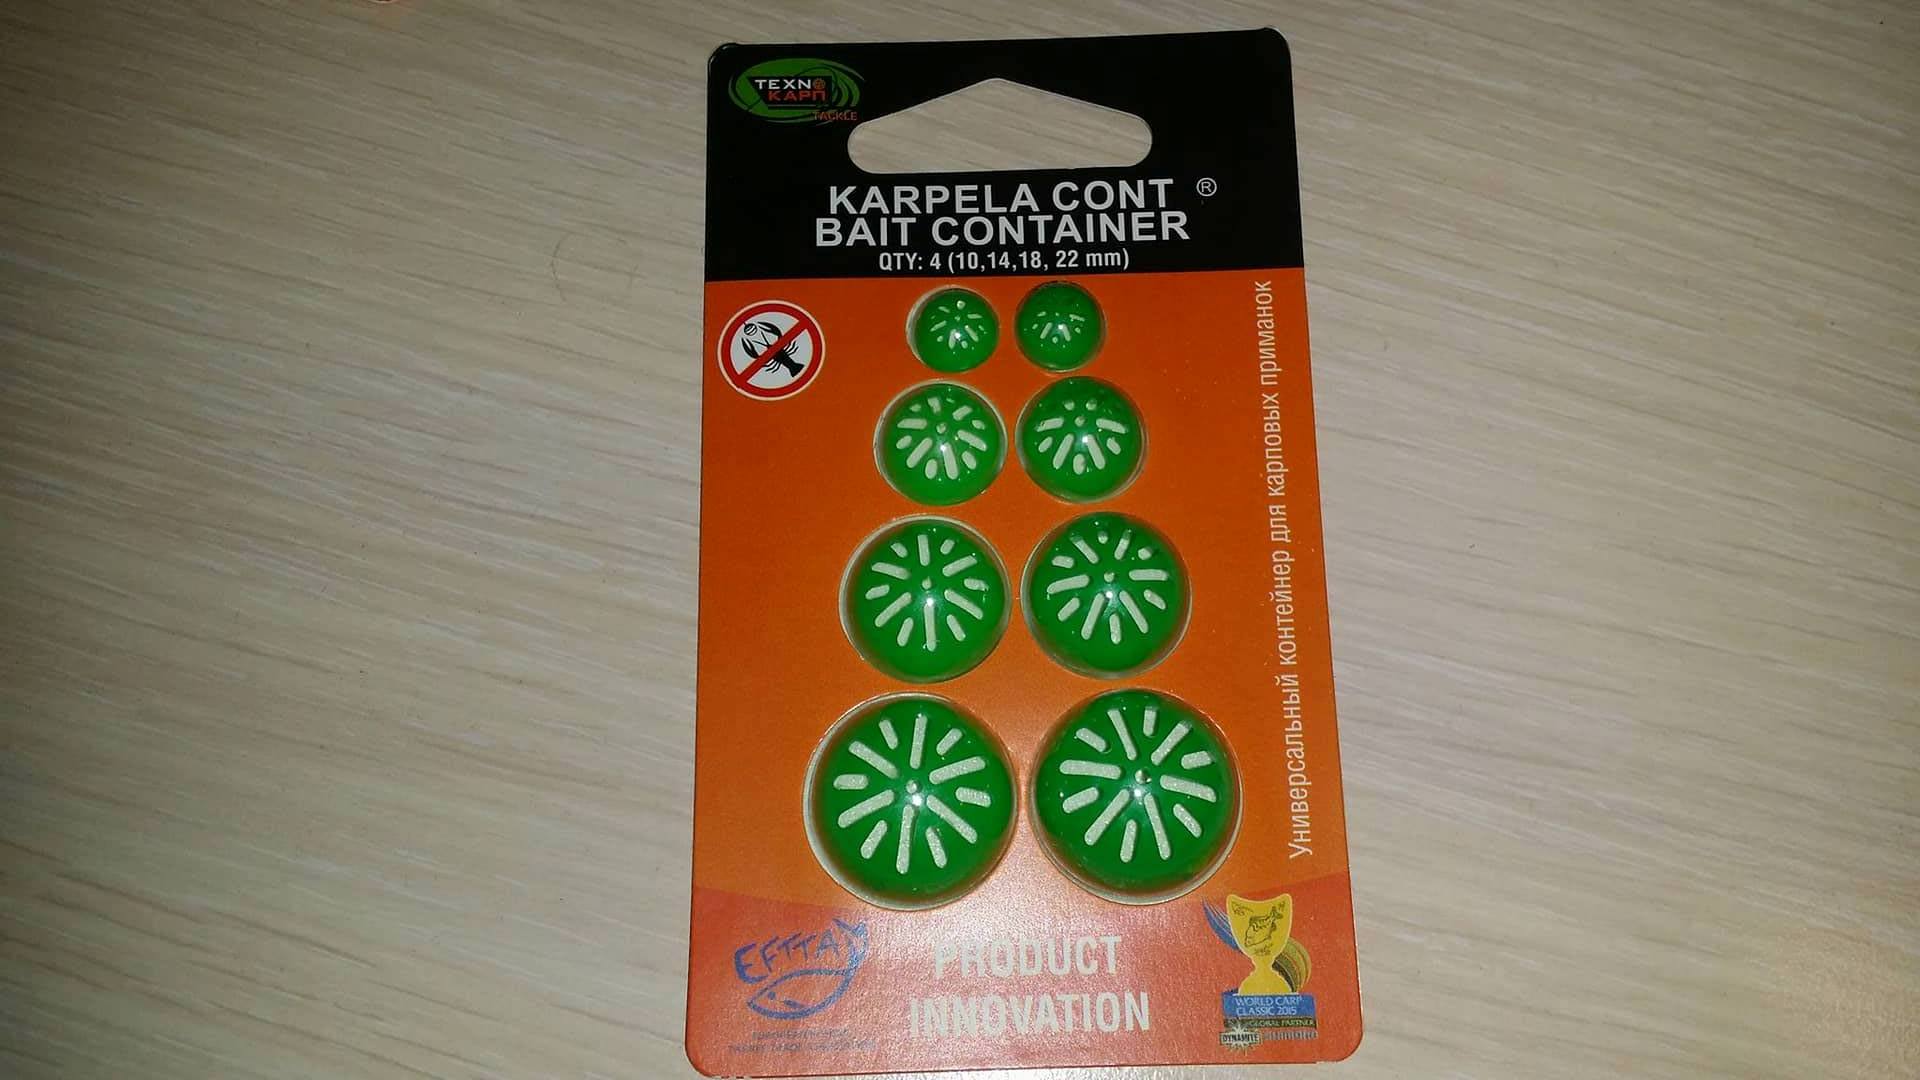 ТЕХНО
КАРП
TACKLE
KARPELA CONT ®
BAIT CONTAINER
QTY: 4 (10,14,18, 22 mm)
Универсальный контейнер для карповых приманок
EFTTA
PRODUCT
INNOVATION
WORLD CARP
CLASSIC 2015
GLOBAL PARTNER
DYNAMITE